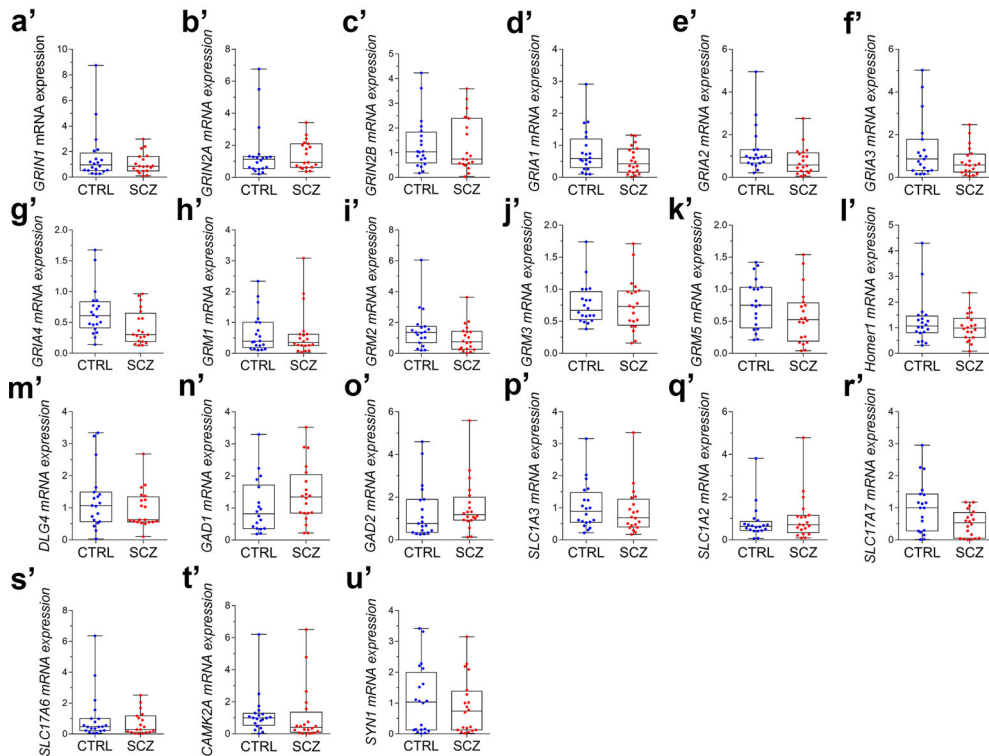 a’ b’ c’ d’ e’ f’
GRIN1 mRNA expression
10
8
6
4
2
0
CTRL SCZ
GRIN2A mRNA expression
8
6
4
2
0
CTRL SCZ
GRIN2B mRNA expression
5
4
3
2
1
0
CTRL SCZ
GRIA1 mRNA expression
4
3
2
1
0
CTRL SCZ
GRIA2 mRNA expression
6
4
2
0
CTRL SCZ
GRIA3 mRNA expression
6
4
2
0
CTRL SCZ
g’ h’ i’ j’ k’ l’
GRIA4 mRNA expression
2.0
1.5
1.0
0.5
0.0
CTRL SCZ
GRM1 mRNA expression
4
3
2
1
0
CTRL SCZ
GRM2 mRNA expression
8
6
4
2
0
CTRL SCZ
GRM3 mRNA expression
2.0
1.5
1.0
0.5
0.0
CTRL SCZ
GRM5 mRNA expression
2.0
1.5
1.0
0.5
0.0
CTRL SCZ
Homer1 mRNA expression
5
4
3
2
1
0
CTRL SCZ
m’ n’ o’ p’ q’ r’
DLG4 mRNA expression
4
3
2
1
0
CTRL SCZ
GAD1 mRNA expression
4
3
2
1
0
CTRL SCZ
GAD2 mRNA expression
6
4
2
0
CTRL SCZ
SLC1A3 mRNA expression
4
3
2
1
0
CTRL SCZ
SLC1A2 mRNA expression
6
4
2
0
CTRL SCZ
SLC17A7 mRNA expression
4
3
2
1
0
CTRL SCZ
s’ t’ u’
SLC17A6 mRNA expression
8
6
4
2
0
CTRL SCZ
CAMK2A mRNA expression
8
6
4
2
0
CTRL SCZ
SYN1 mRNA expression
4
3
2
1
0
CTRL SCZ